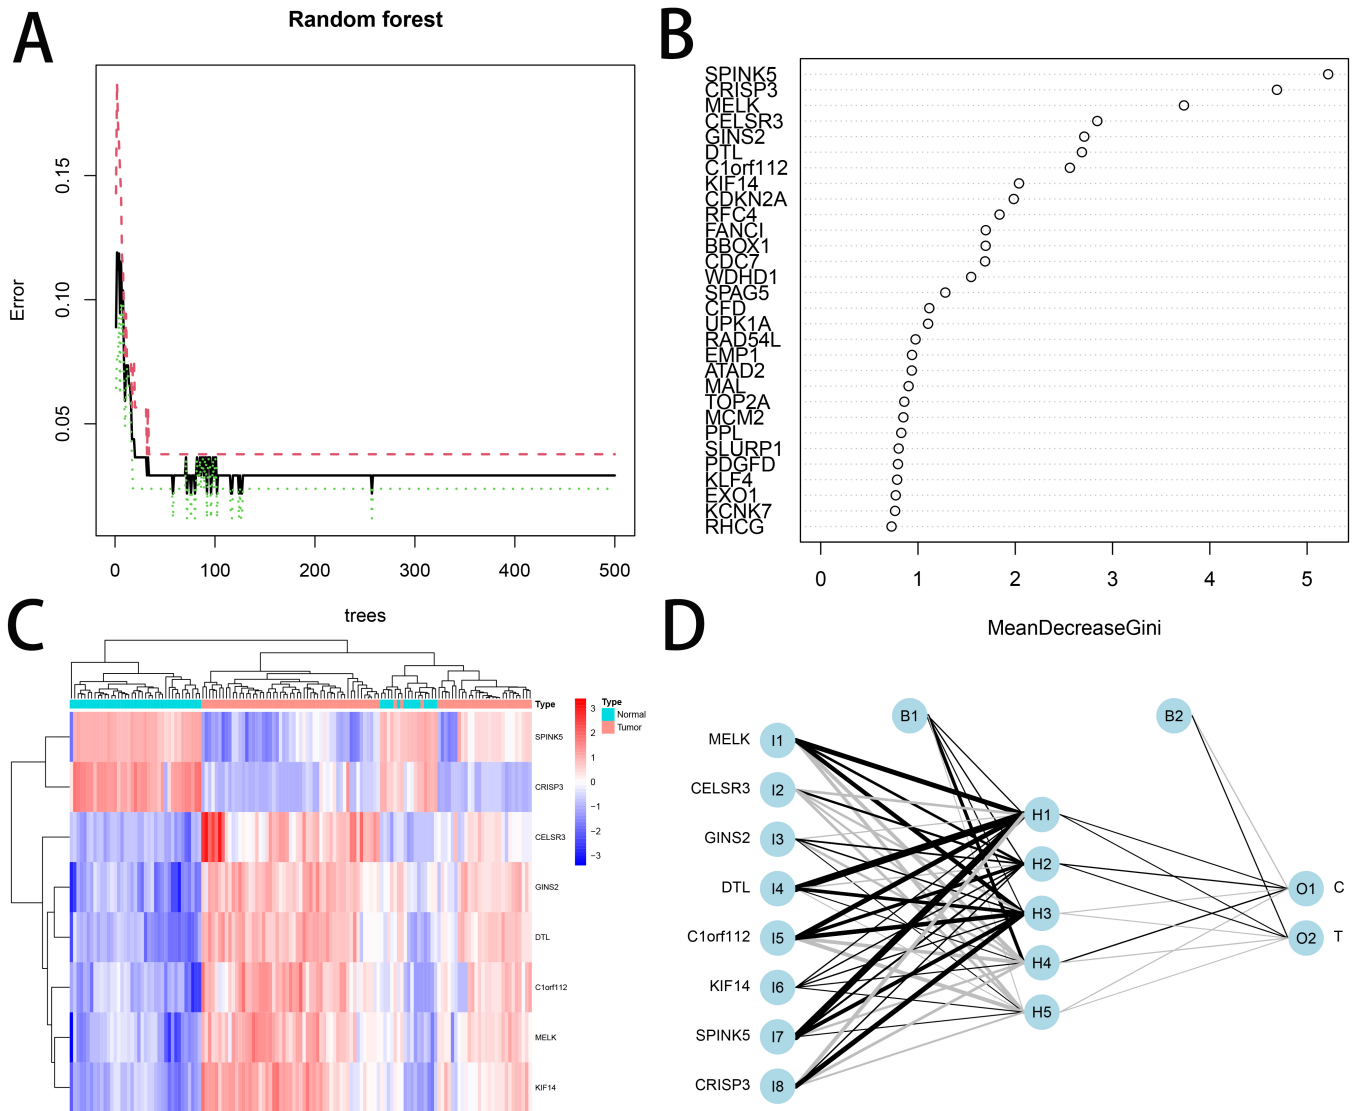 A
Random forest
Error
0.05
0.10
0.15
0
100
200
300
400
500
trees
B
SPINK5
CRISP3
MELK
CELSR3
GINS2
DTL
C1orf112
KIF14
CDKN2A
RFC4
FANCI
BBOX1
CDC7
WDHD1
SPAG5
CFD
UPK1A
RAD54L
EMP1
ATAD2
MAL
TOP2A
MCM2
PPL
SLURP1
PDGFD
KLF4
EXO1
KCNK7
RHCG
0
1
2
3
4
5
MeanDecreaseGini
C
Type
SPINK5
CRISP3
CELSR3
GINS2
DTL
C1orf112
MELK
KIF14
3
2
1
0
−1
−2
−3
Type
Normal
Tumor
D
MELK
CELSR3
GINS2
DTL
C1orf112
KIF14
SPINK5
CRISP3
I1
I2
I3
I4
I5
I6
I7
I8
B1
H1
H2
H3
H4
H5
B2
O1
O2
C
T